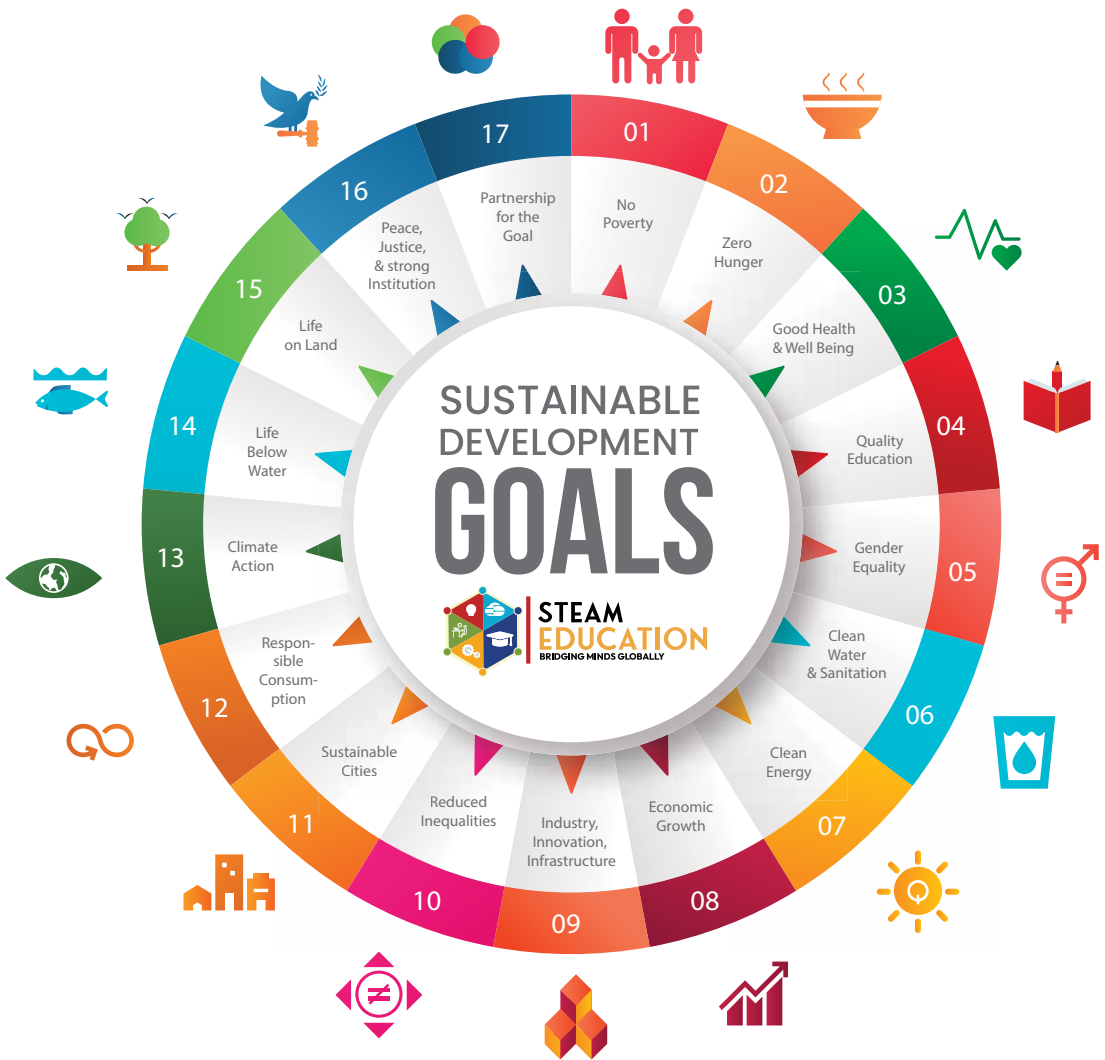 SUSTAINABLE
DEVELOPMENT
GOALS
STEAM
EDUCATION
BRIDGING MINDS GLOBALLY
01
No
Poverty
02
Zero
Hunger
03
Good Health
& Well Being
04
Quality
Education
05
Gender
Equality
06
Clean
Water
& Sanitation
07
Clean
Energy
08
Economic
Growth
09
Industry,
Innovation,
Infrastructure
10
Reduced
Inequalities
11
Sustainable
Cities
12
Respon-
sible
Consum-
ption
13
Climate
Action
14
Life
Below
Water
15
Life
on Land
16
Peace,
Justice,
& strong
Institution
17
Partnership
for the
Goal